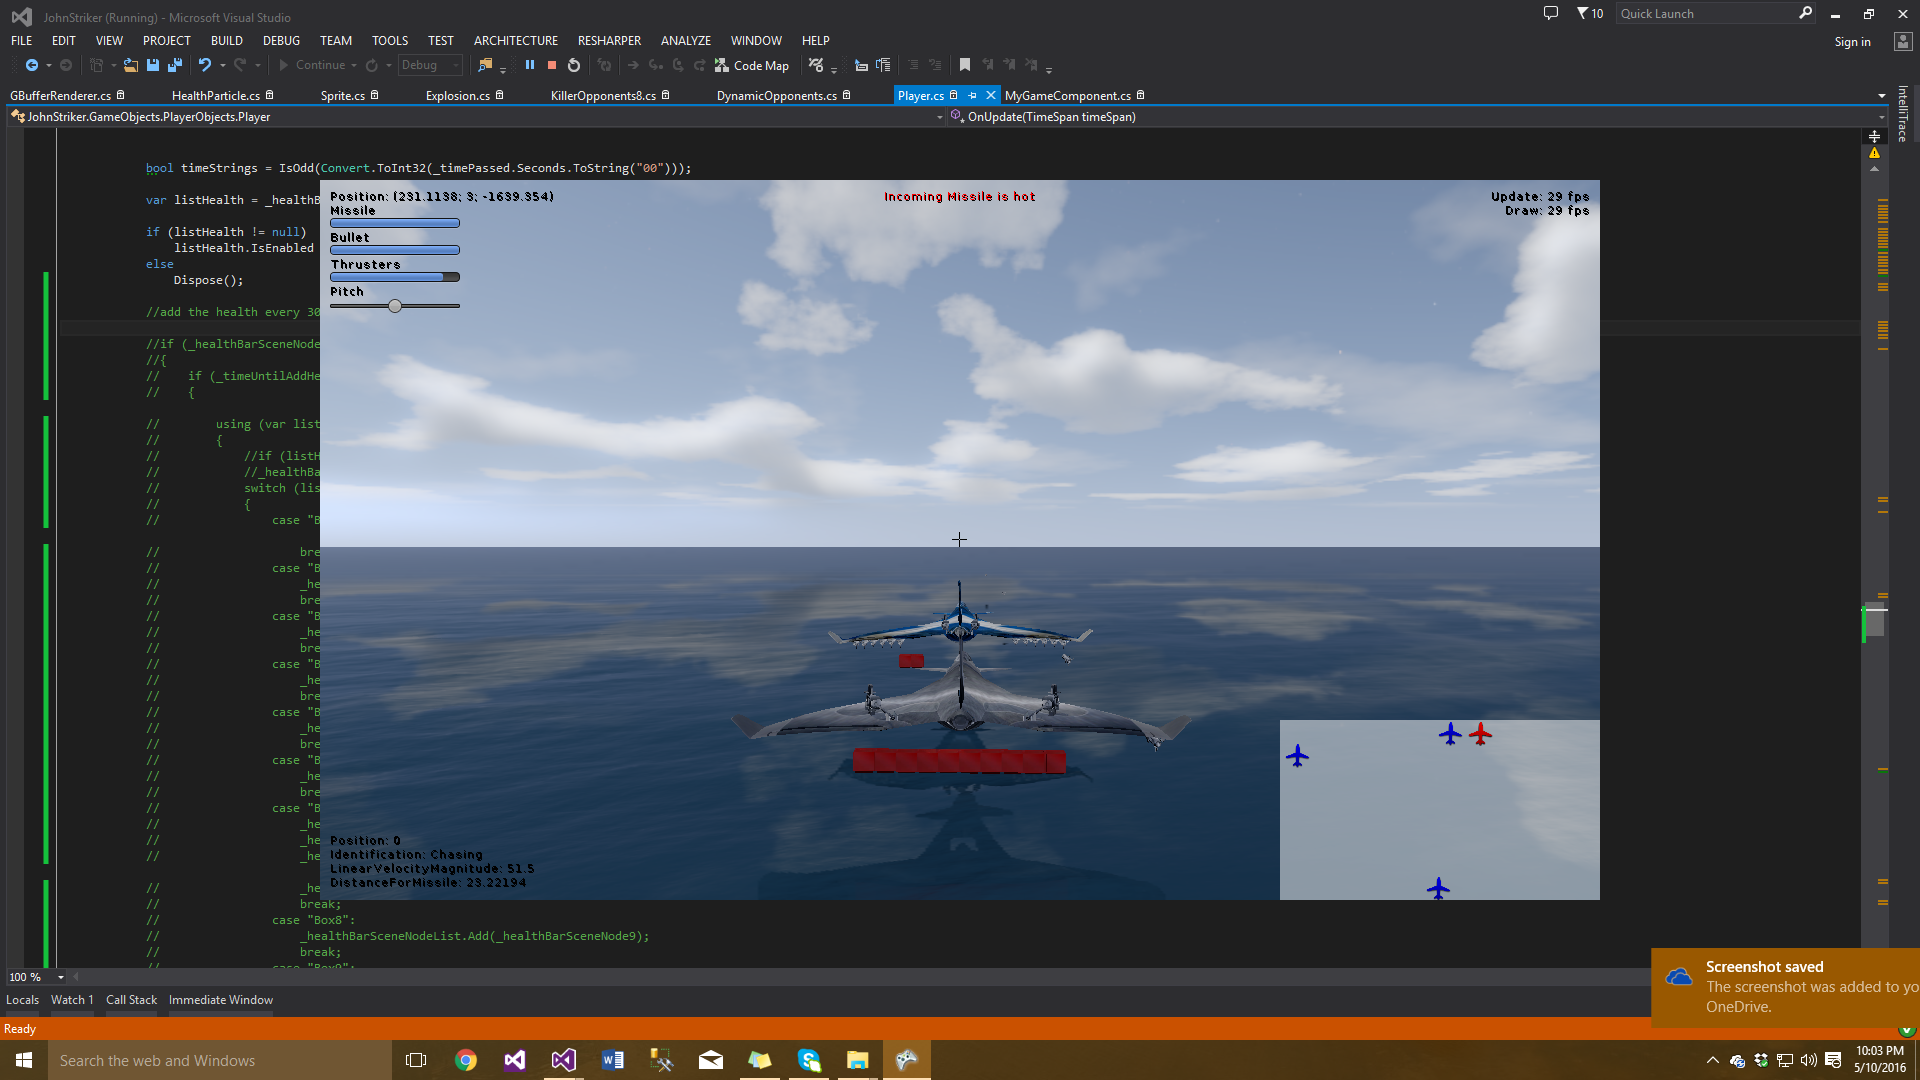 JohnStriker (Running) - Microsoft Visual Studio
10
Quick Launch
FILE EDIT VIEW PROJECT BUILD DEBUG TEAM TOOLS TEST ARCHITECTURE RESHARPER ANALYZE WINDOW HELP
Sign in
Continue Debug Code Map
GBufferRenderer.cs HealthParticle.cs Sprite.cs Explosion.cs KillerOpponents8.cs DynamicOpponents.cs Player.cs MyGameComponent.cs
IntelliTrace
JohnStriker.GameObjects.PlayerObjects.Player OnUpdate(TimeSpan timeSpan)
bool timeStrings = IsOdd(Convert.ToInt32(_timePassed.Seconds.ToString("00")));
var listHealth = _healthB
if (listHealth != null)
listHealth.IsEnabled
else
Dispose();
//add the health every 30
//if (_healthBarSceneNode
//{
// if (_timeUntilAddHe
// {
// using (var list
// {
// //if (listH
// //_healthBa
// switch (lis
// {
// case "B
// bre
// case "B
// _he
// bre
// case "B
// _he
// bre
// case "B
// _he
// bre
// case "B
// _he
// bre
// case "B
// _he
// bre
// case "B
// _he
// _he
// _he
// _he
// break;
// case "Box8":
// _healthBarSceneNodeList.Add(_healthBarSceneNode9);
// break;
// case "Box9":
Position: (231.1138; 3; -1639.354)
Missile
Bullet
Thrusters
Pitch
Incoming Missile is hot
Update: 29 fps
Draw: 29 fps
Position: 0
Identification: Chasing
LinearVelocityMagnitude: 51.5
DistanceForMissile: 23.22194
100 %
Locals Watch 1 Call Stack Immediate Window
Ready
Screenshot saved
The screenshot was added to yo
OneDrive.
Search the web and Windows
10:03 PM
5/10/2016